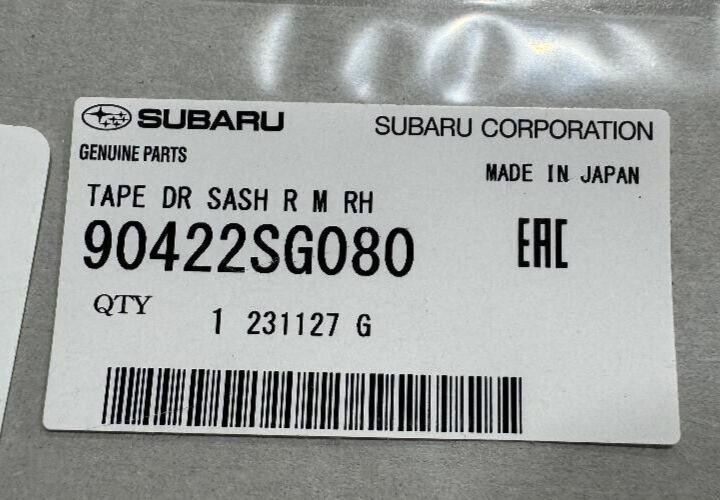 SUBARU
SUBARU CORPORATION
GENUINE PARTS
MADE IN JAPAN
TAPE DR SASH R M RH
90422SG080
EAC
QTY
1 231127 G